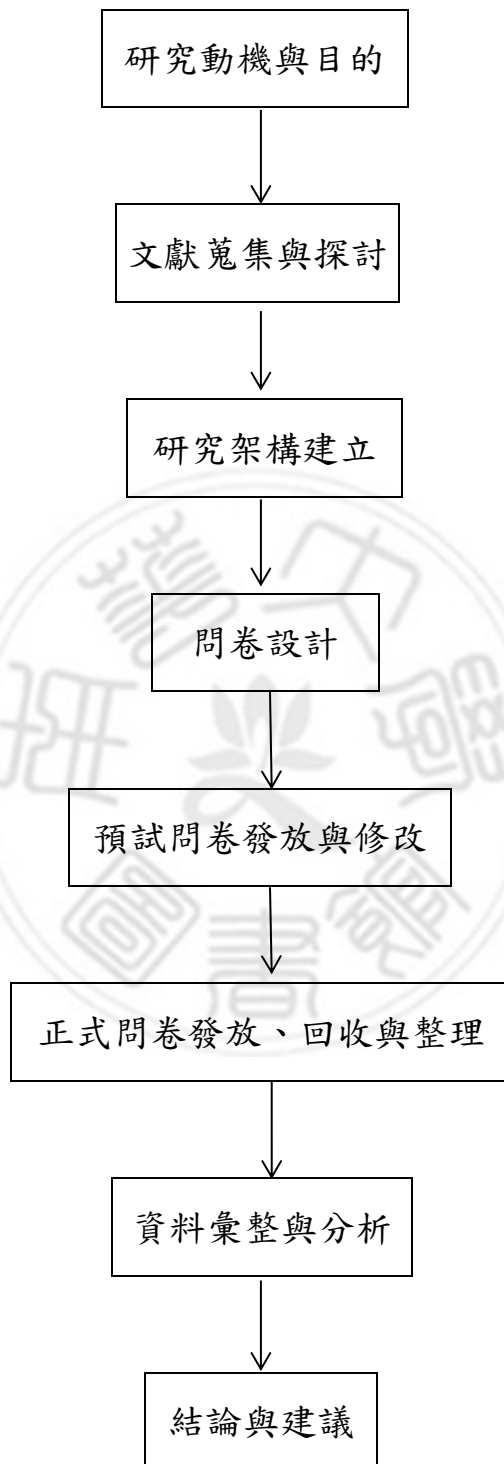 研究動機與目的
文獻蒐集與探討
研究架構建立
問卷設計
預試問卷發放與修改
正式問卷發放、回收與整理
資料彙整與分析
結論與建議